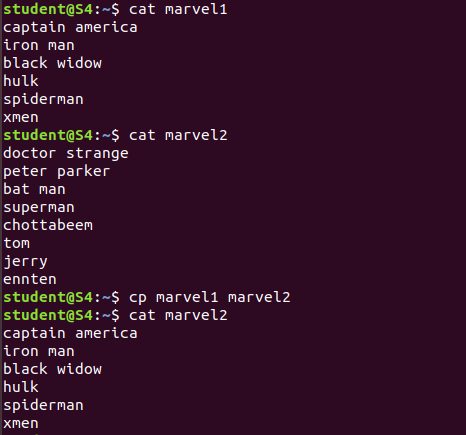 student@S4:~$ cat marvel1
captain america
iron man
black widow
hulk
spiderman
xmen
student@S4:~$ cat marvel2
doctor strange
peter parker
bat man
superman
chottabeem
tom
jerry
ennten
student@S4:~$ cp marvel1 marvel2
student@S4:~$ cat marvel2
captain america
iron man
black widow
hulk
spiderman
xmen